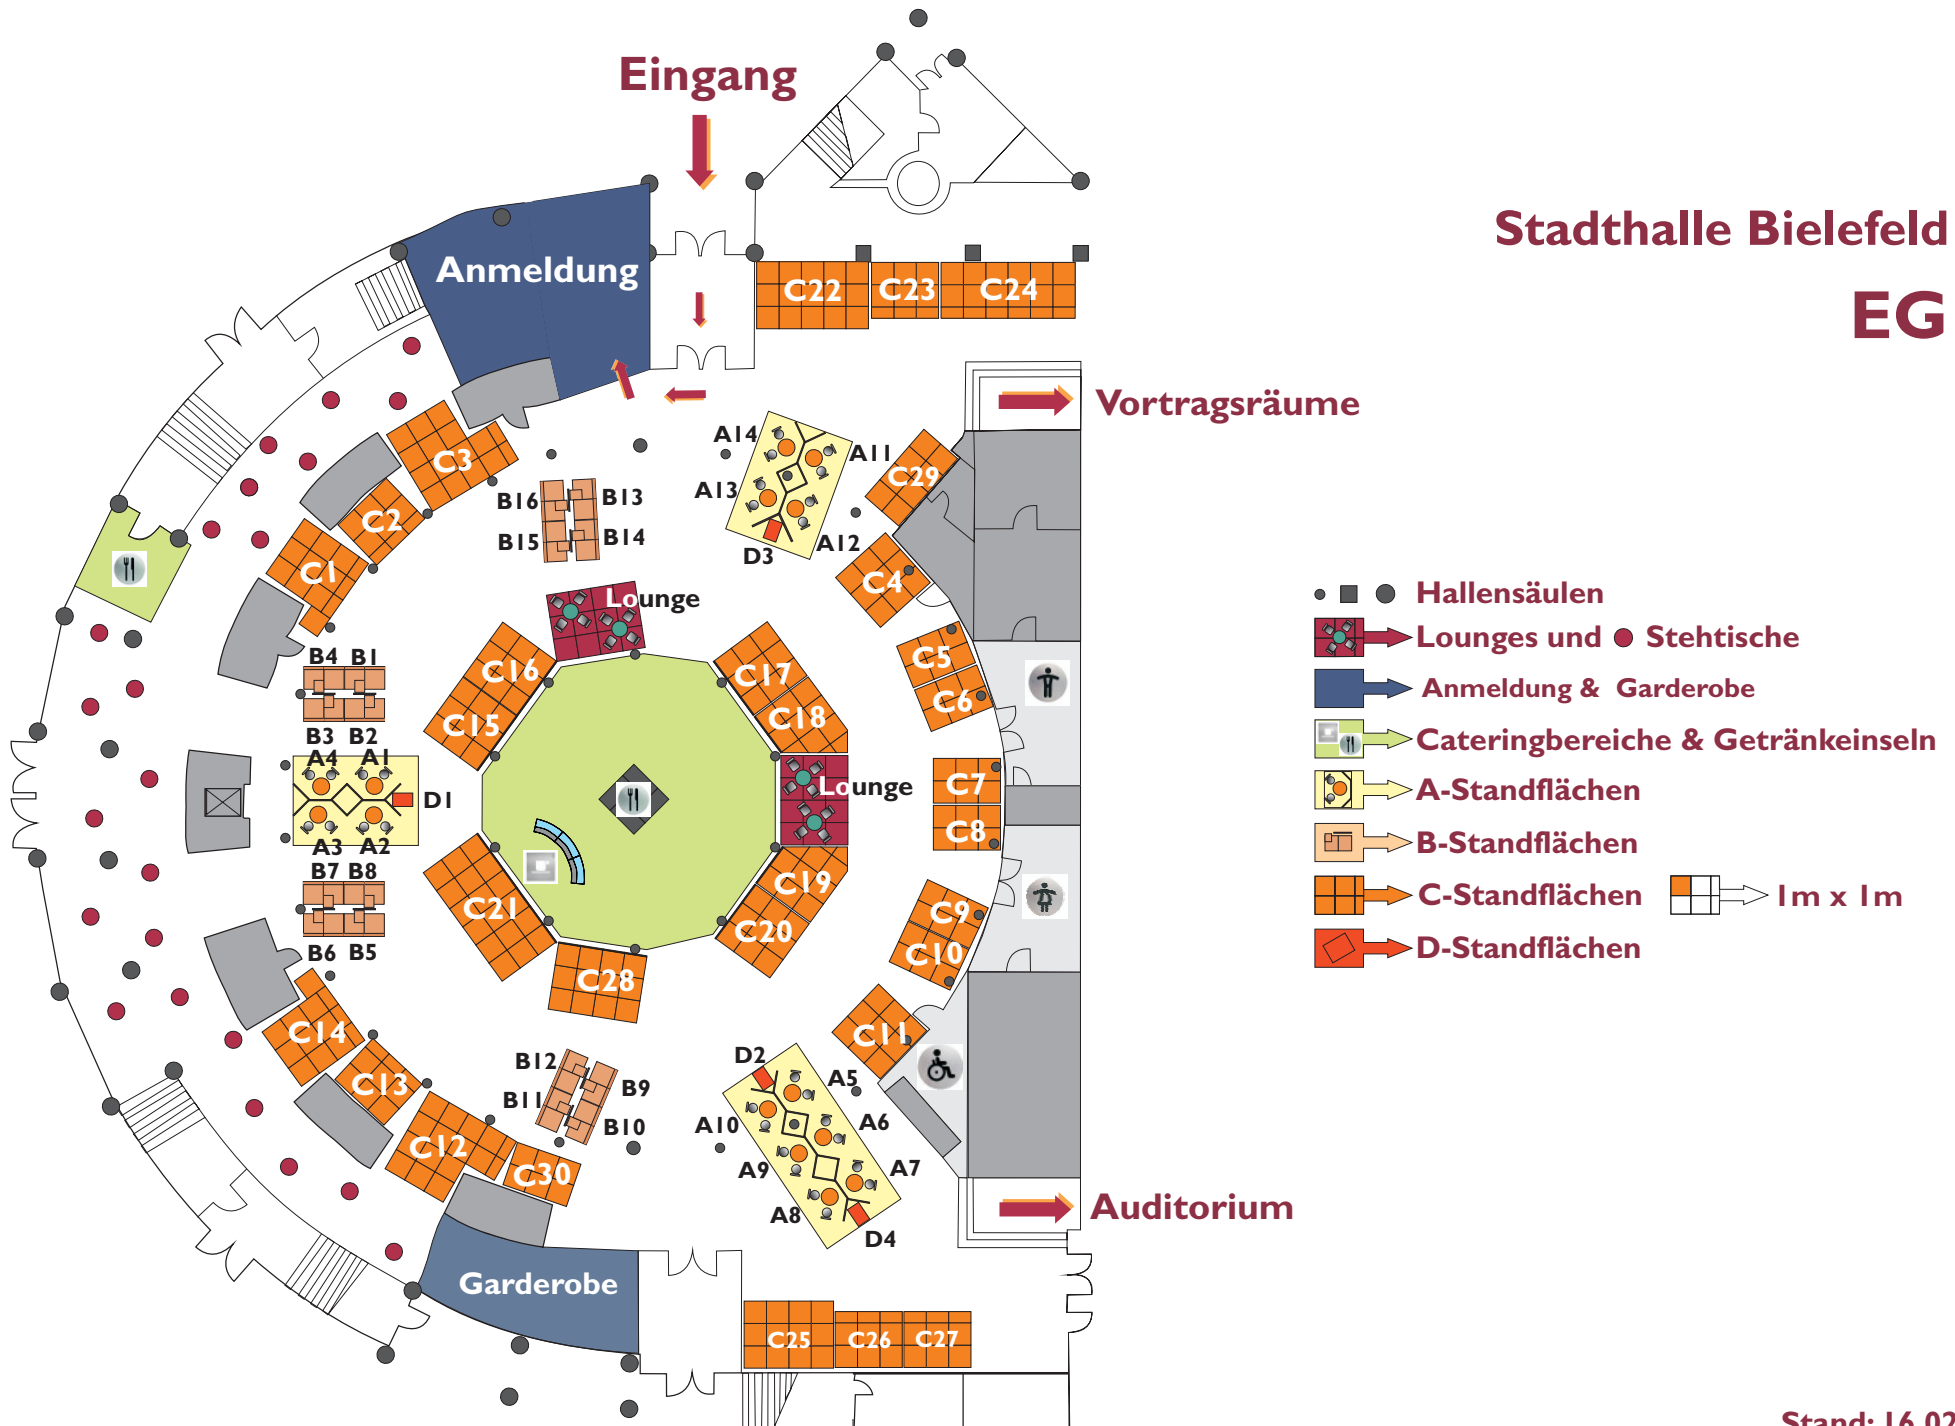 Eingang
Stadthalle Bielefeld
EG
Anmeldung
C22
C23
C24
Vortragsräume
C3
C2
C1
A14
A11
A13
A12
D3
C29
C4
B16
B13
B15
B14
Lounge
C5
C6
B4 B1
B3 B2
A4 A1
D1
A3 A2
B7 B8
B6 B5
C16
C15
C17
C18
Lounge
C7
C8
C19
C20
C21
C28
C9
C10
C11
C14
C13
C12
C30
B12
B9
B11
B10
D2
A5
A6
A10
A9
A7
A8
D4
Auditorium
Garderobe
C25
C26
C27
Hallensäulen
Lounges und Stehtische
Anmeldung & Garderobe
Cateringbereiche & Getränkeinseln
A-Standflächen
B-Standflächen
C-Standflächen
1m x 1m
D-Standflächen
Stand: 16.02